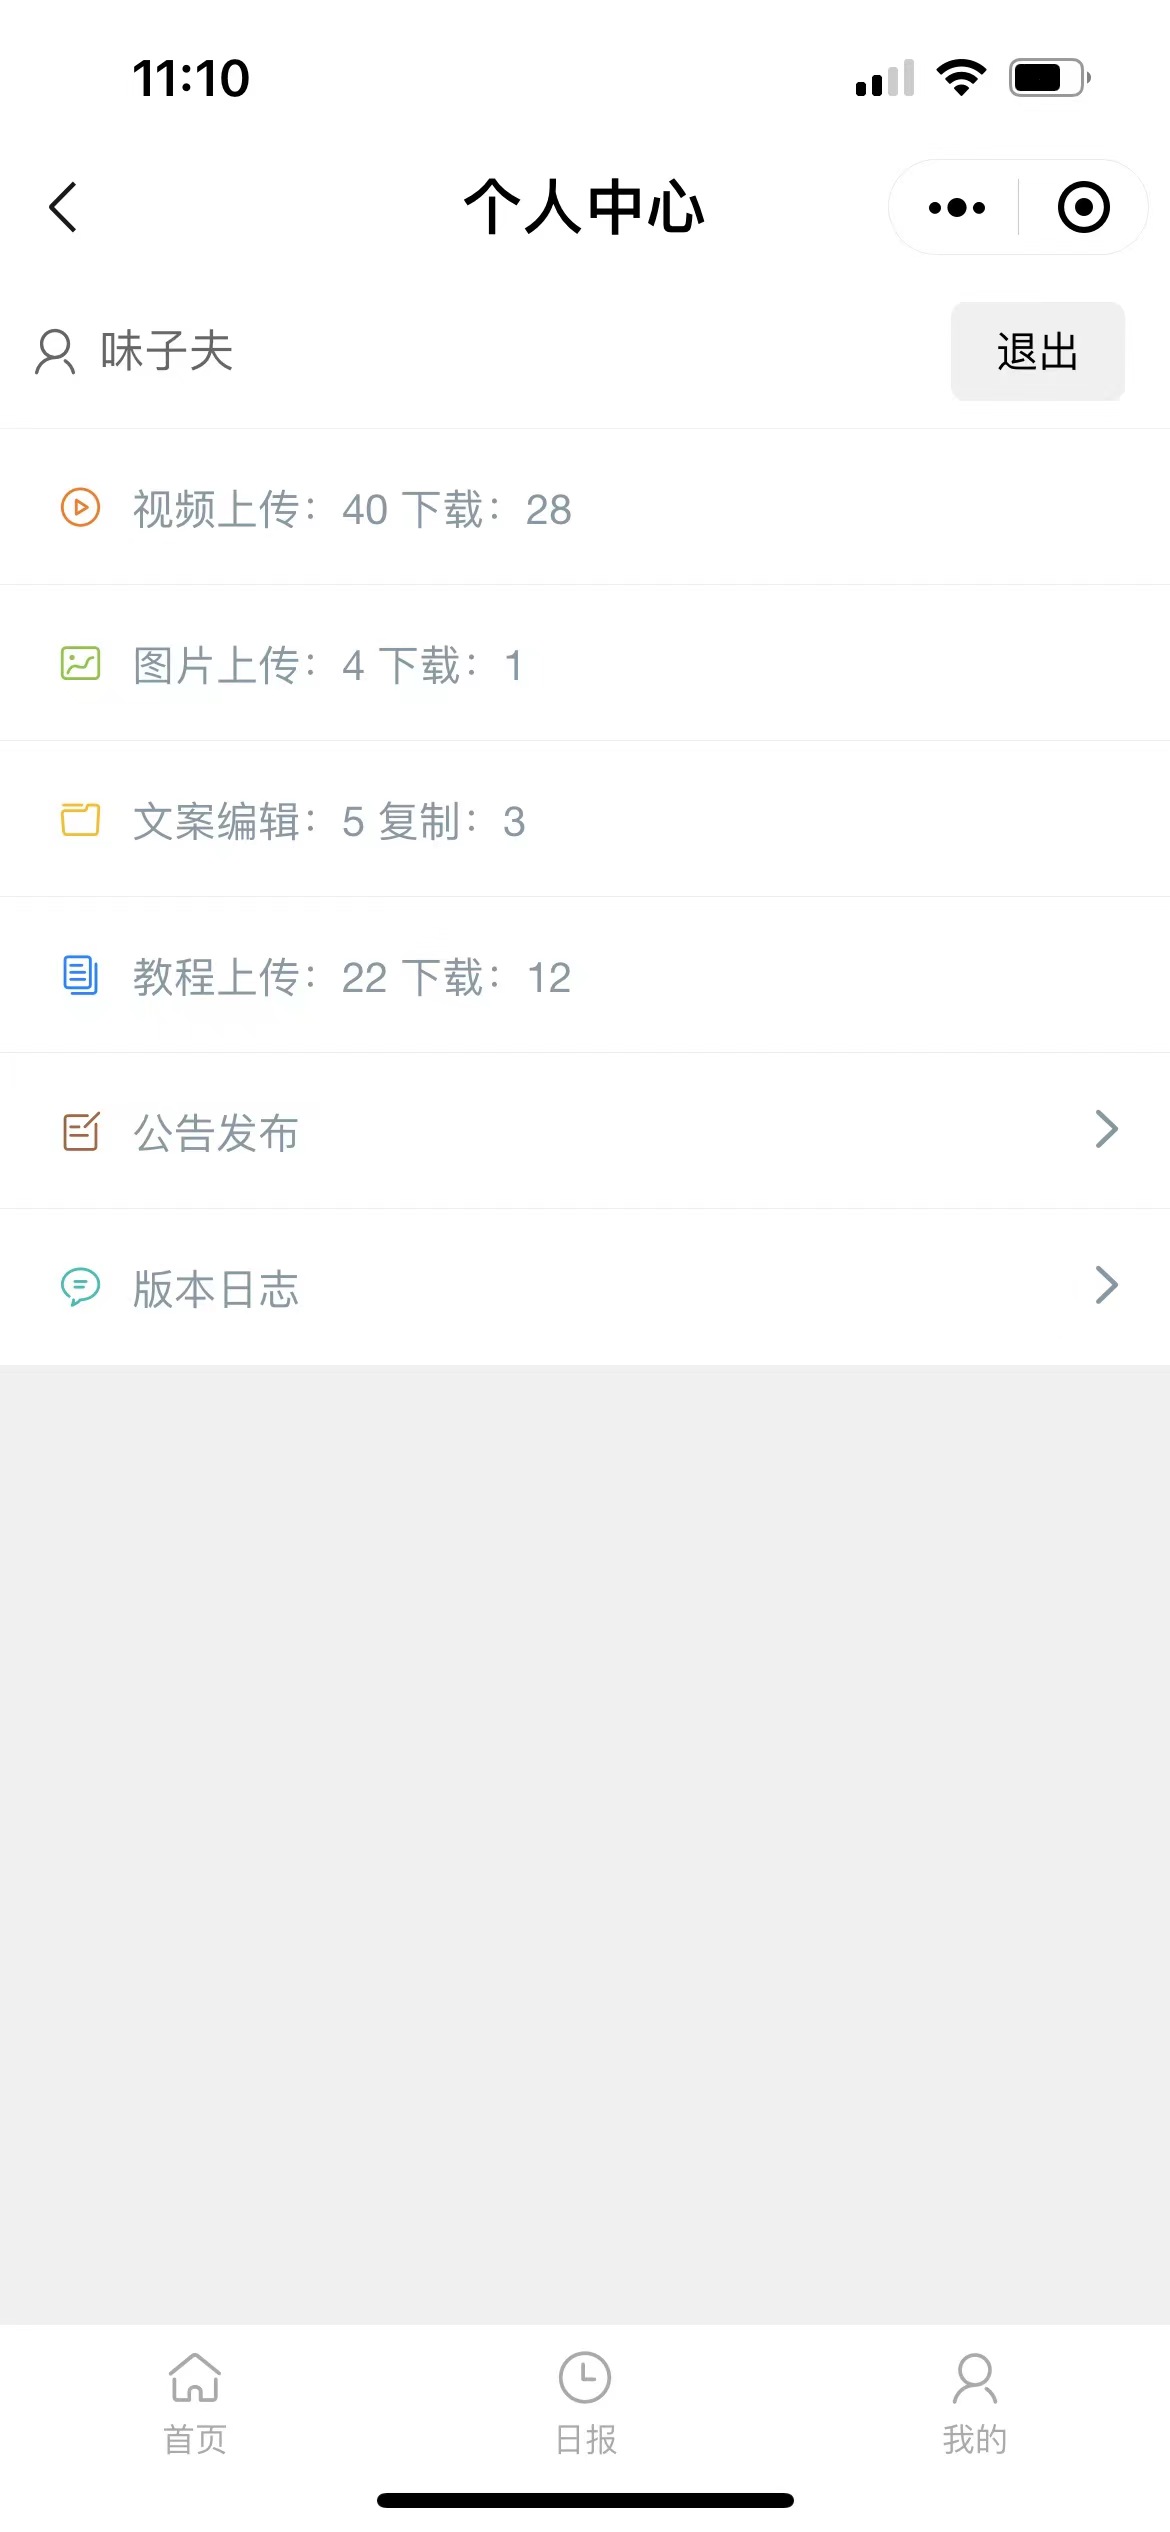 11:10
个人中心
味子夫
退出
视频上传：40 下载：28
图片上传：4 下载：1
文案编辑：5 复制：3
教程上传：22 下载：12
公告发布
版本日志
首页
日报
我的